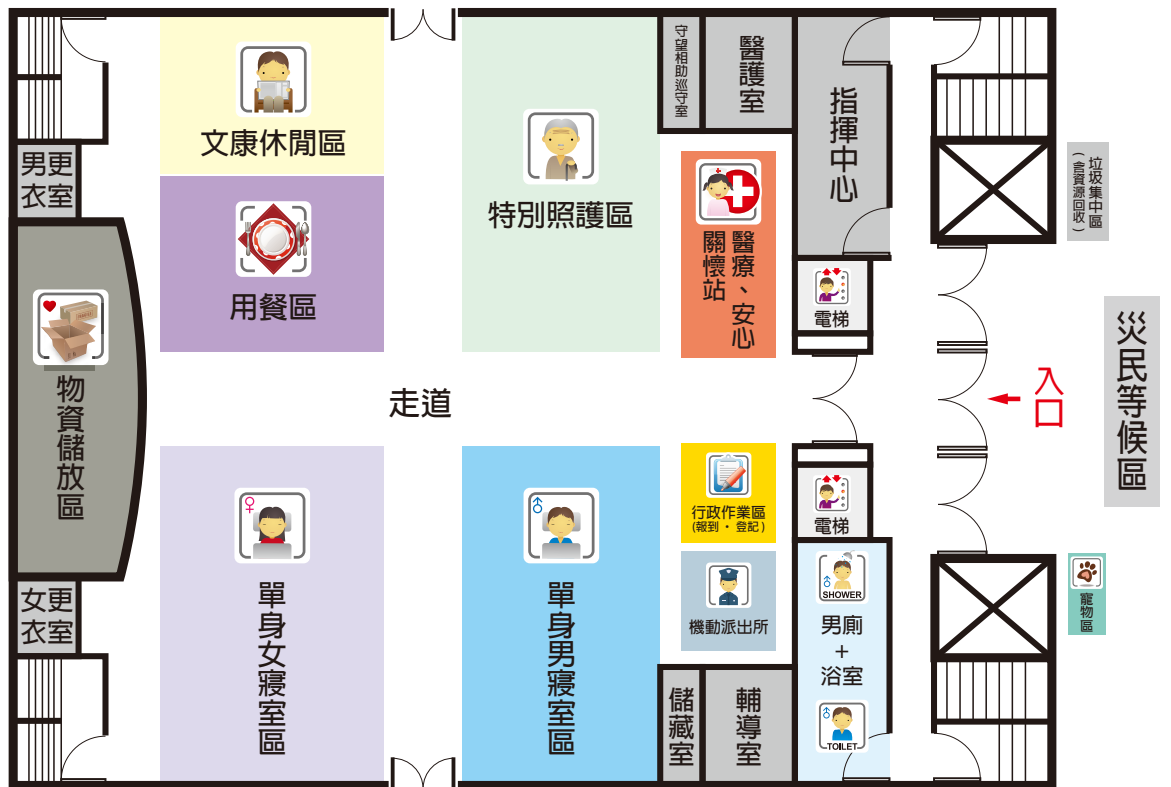 文康休閒區
用餐區
特別照護區
守望相助巡守室
醫護室
指揮中心
男更
衣室
物資儲放區
女更
衣室
醫療、安心
關懷站
電梯
垃圾集中區
(含資源回收)
災民等候區
入口
走道
單身女寢室區
單身男寢室區
行政作業區
(報到・登記)
機動派出所
電梯
SHOWER
男廁
+
浴室
TOILET
寵物區
儲藏室
輔導室